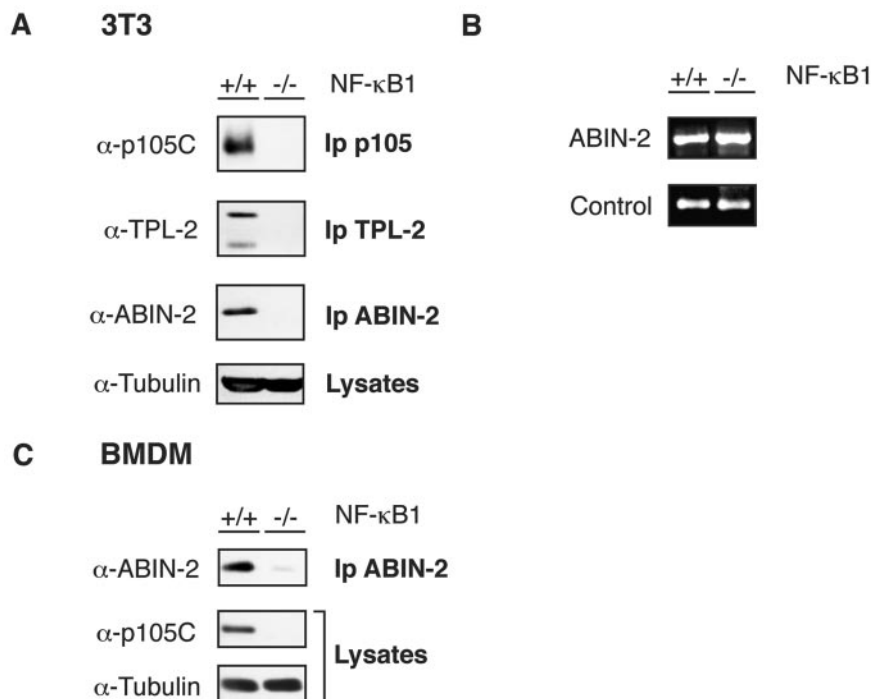 A 3T3
+/+ -/- NF-κB1
α-p105C Ip p105
α-TPL-2 Ip TPL-2
α-ABIN-2 Ip ABIN-2
α-Tubulin Lysates
B
+/+ -/- NF-κB1
ABIN-2
Control
C BMDM
+/+ -/- NF-κB1
α-ABIN-2 Ip ABIN-2
α-p105C
Lysates
α-Tubulin